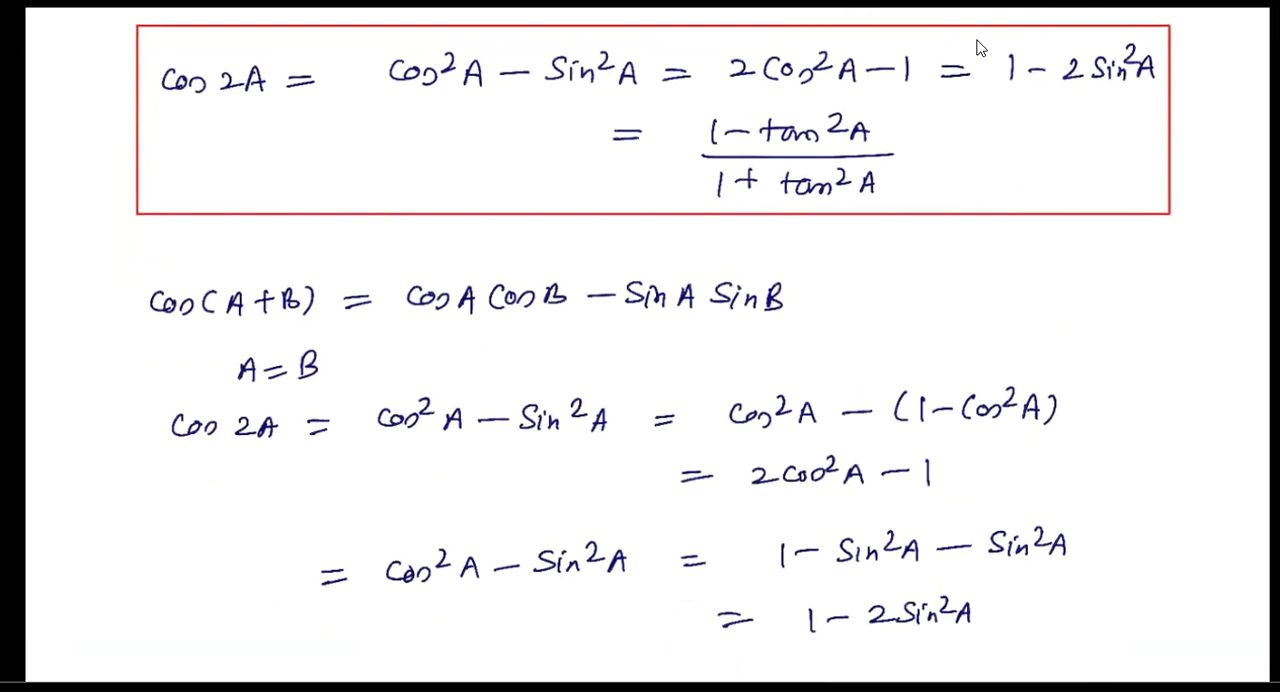 Cos 2A = Cos²A − Sin²A = 2Cos²A − 1 = 1 − 2Sin²A
= 1 − tan²A
1 + tan²A
Cos(A+B) = CosA CosB − SinA SinB
A = B
Cos 2A = Cos²A − Sin²A = Cos²A − (1 − Cos²A)
= 2Cos²A − 1
= Cos²A − Sin²A = 1 − Sin²A − Sin²A
= 1 − 2Sin²A